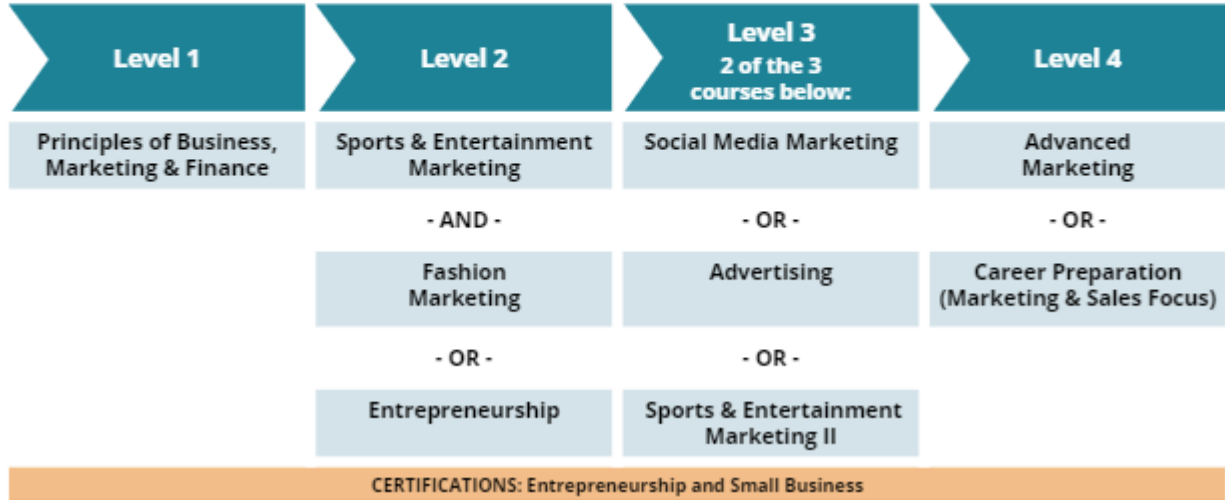 Level 1
Level 2
Level 3
2 of the 3
courses below:
Level 4
Principles of Business,
Marketing & Finance
Sports & Entertainment
Marketing
Social Media Marketing
Advanced
Marketing
- AND -
- OR -
- OR -
Fashion
Marketing
Advertising
Career Preparation
(Marketing & Sales Focus)
- OR -
- OR -
Entrepreneurship
Sports & Entertainment
Marketing II
CERTIFICATIONS: Entrepreneurship and Small Business